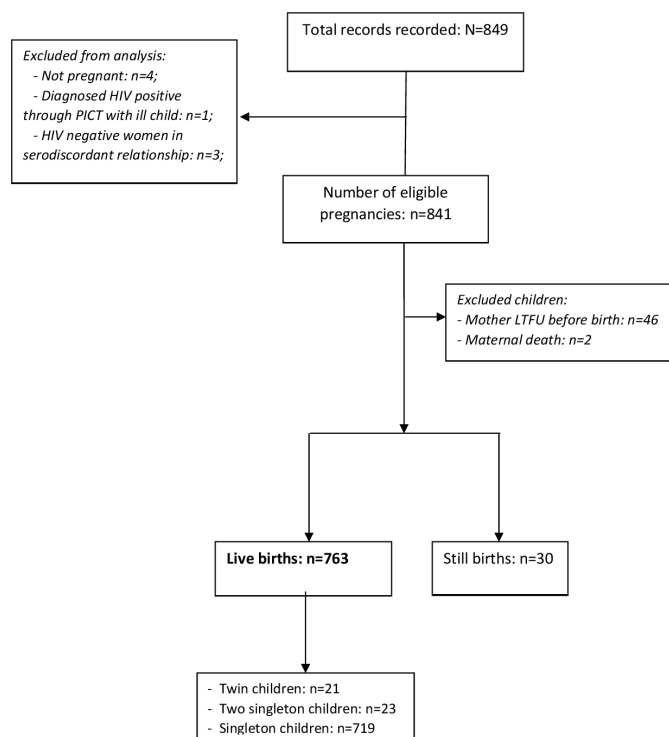 Total records recorded: N=849
Excluded from analysis:
- Not pregnant: n=4;
- Diagnosed HIV positive
through PICT with ill child: n=1;
- HIV negative women in
serodiscordant relationship: n=3;
Number of eligible
pregnancies: n=841
Excluded children:
- Mother LTFU before birth: n=46
- Maternal death: n=2
Live births: n=763
Still births: n=30
- Twin children: n=21
- Two singleton children: n=23
- Singleton children: n=719